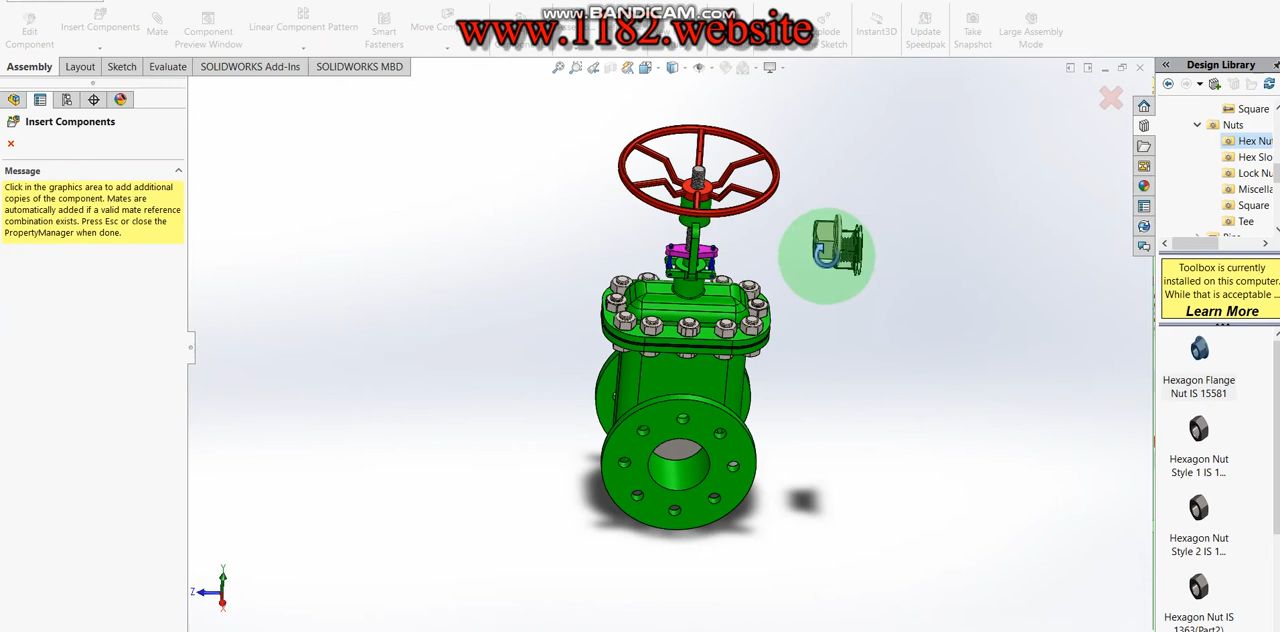 www.BANDICAM.com
www.1182.website
Edit Component
Insert Components
Mate
Component Preview Window
Linear Component Pattern
Smart Fasteners
Move Co
Instant3D
Update Speedpak
Take Snapshot
Large Assembly Mode
Assembly
Layout
Sketch
Evaluate
SOLIDWORKS Add-Ins
SOLIDWORKS MBD
Insert Components
Message
Click in the graphics area to add additional
copies of the component. Mates are
automatically added if a valid mate reference
combination exists. Press Esc or close the
PropertyManager when done.
Y
Z
X
Design Library
Square
Nuts
Hex Nut
Hex Slo
Lock Nu
Miscella
Square
Tee
Toolbox is currently
installed on this computer.
While that is acceptable ...
Learn More
Hexagon Flange
Nut IS 15581
Hexagon Nut
Style 1 IS 1...
Hexagon Nut
Style 2 IS 1...
Hexagon Nut IS
1363(Part2)